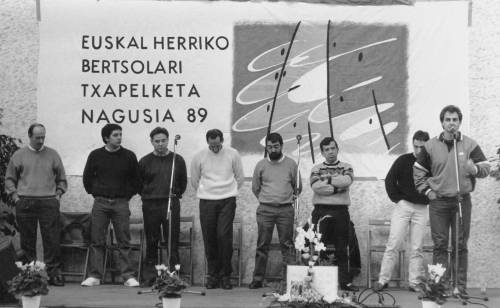 EUSKAL HERRIKO
BERTSOLARI
TXAPELKETA
NAGUSIA 89